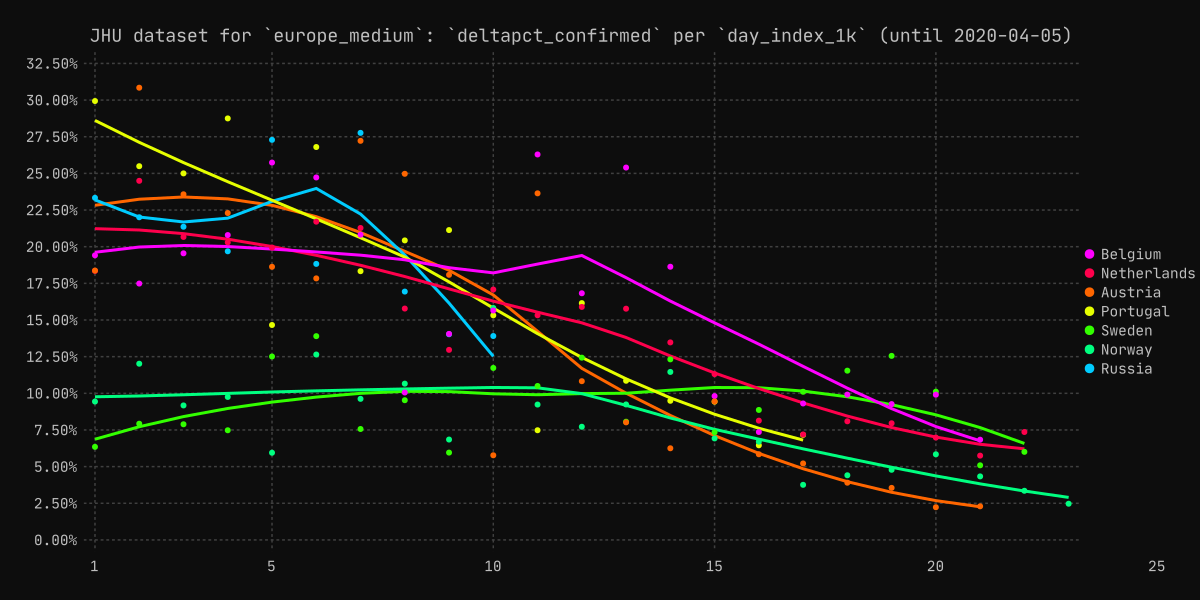 JHU dataset for `europe_medium`: `deltapct_confirmed` per `day_index_1k` (until 2020-04-05)
32.50%
30.00%
27.50%
25.00%
22.50%
20.00%
17.50%
15.00%
12.50%
10.00%
7.50%
5.00%
2.50%
0.00%
Belgium
Netherlands
Austria
Portugal
Sweden
Norway
Russia
1 5 10 15 20 25